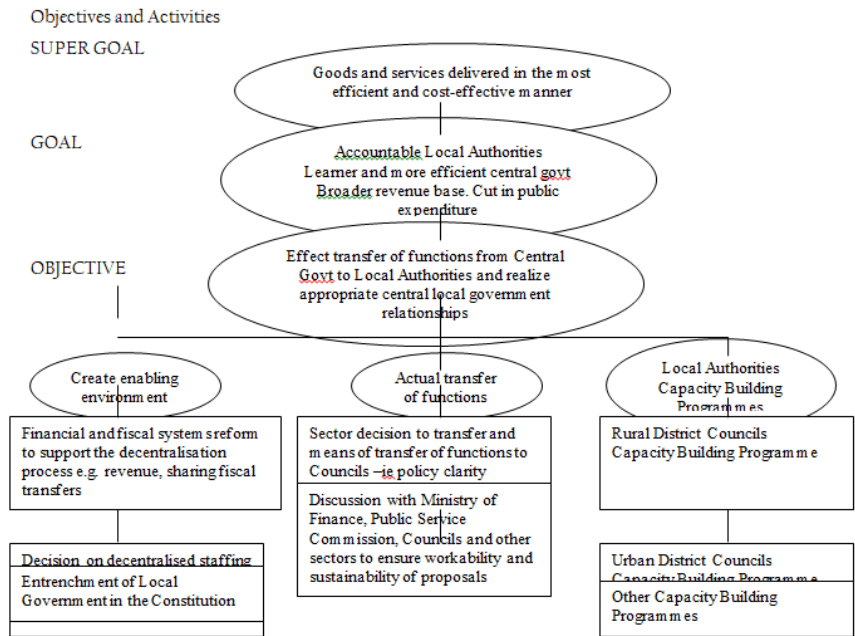 Objectives and Activities
SUPER GOAL
Goods and services delivered in the most
efficient and cost-effective manner
GOAL
Accountable Local Authorities
Learner and more efficient central govt
Broader revenue base. Cut in public
expenditure
OBJECTIVE
Effect transfer of functions from Central
Govt to Local Authorities and realize
appropriate central local government
relationships
Create enabling
environment
Actual transfer
of functions
Local Authorities
Capacity Building
Programmes
Financial and fiscal systems reform
to support the decentralisation
process e.g. revenue, sharing fiscal
transfers
Sector decision to transfer and
means of transfer of functions to
Councils –ie policy clarity
Discussion with Ministry of
Finance, Public Service
Commission, Councils and other
sectors to ensure workability and
sustainability of proposals
Rural District Councils
Capacity Building Programme
Decision on decentralised staffing
Entrenchment of Local
Government in the Constitution
Urban District Councils
Capacity Building Programme
Other Capacity Building
Programmes